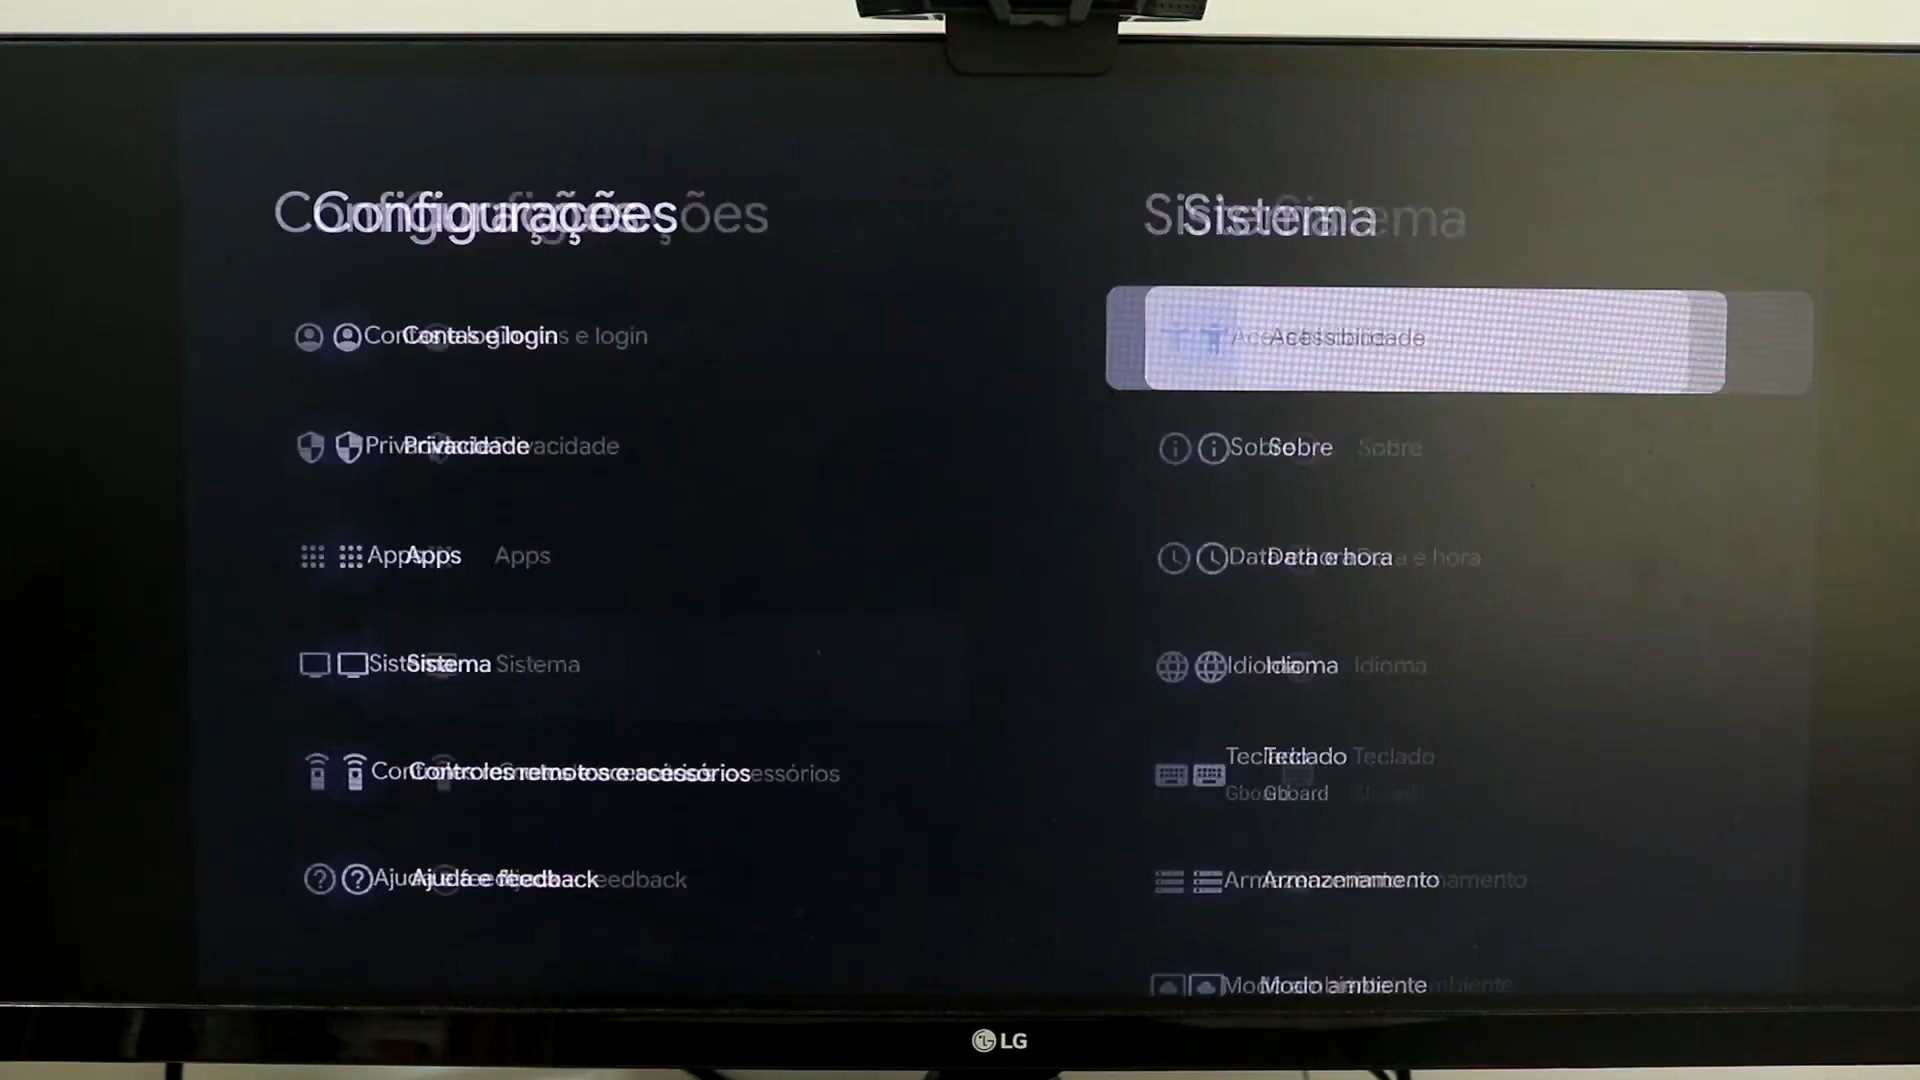 Configurações
Contas e login
Privacidade
Apps
Sistema
Controles remotos e acessórios
Ajuda e feedback
Sistema
Acessibilidade
Sobre
Data e hora
Idioma
Teclado
Gboard
Armazenamento
Modo ambiente
LG